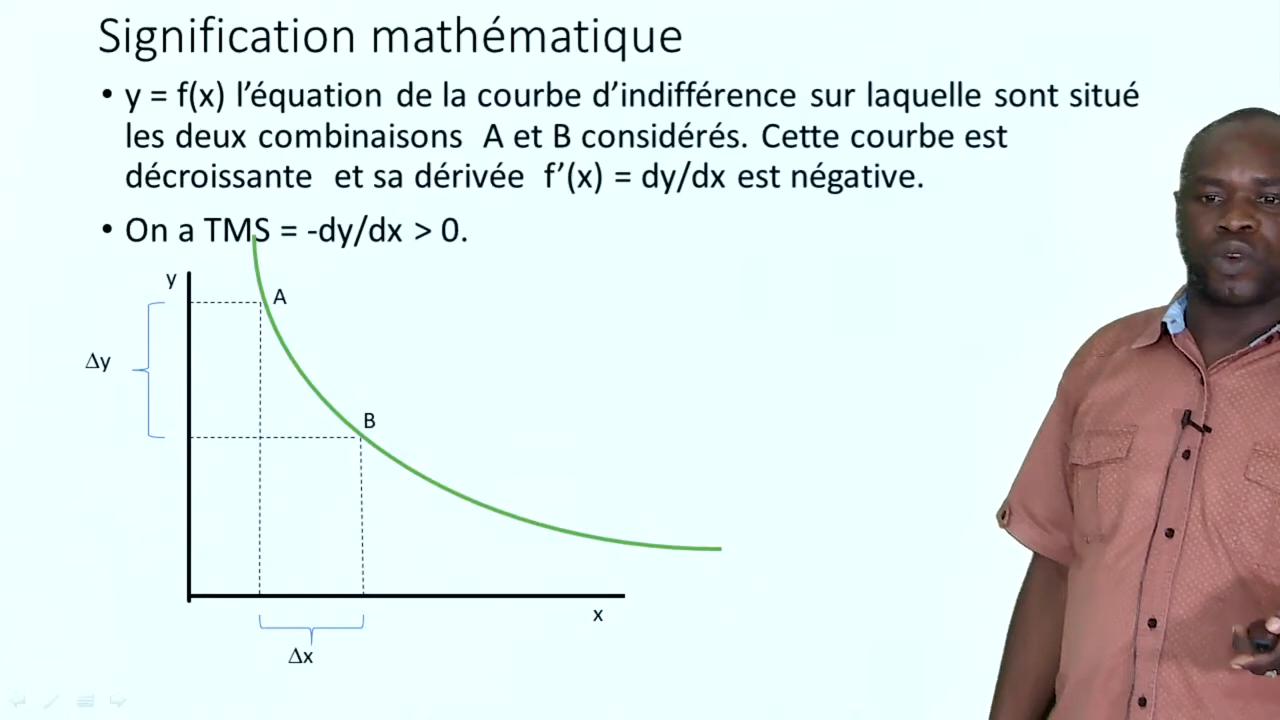 Signification mathématique
• y = f(x) l’équation de la courbe d’indifférence sur laquelle sont situé
les deux combinaisons A et B considérés. Cette courbe est
décroissante et sa dérivée f’(x) = dy/dx est négative.
• On a TMS = -dy/dx > 0.
y
A
Δy
B
x
Δx